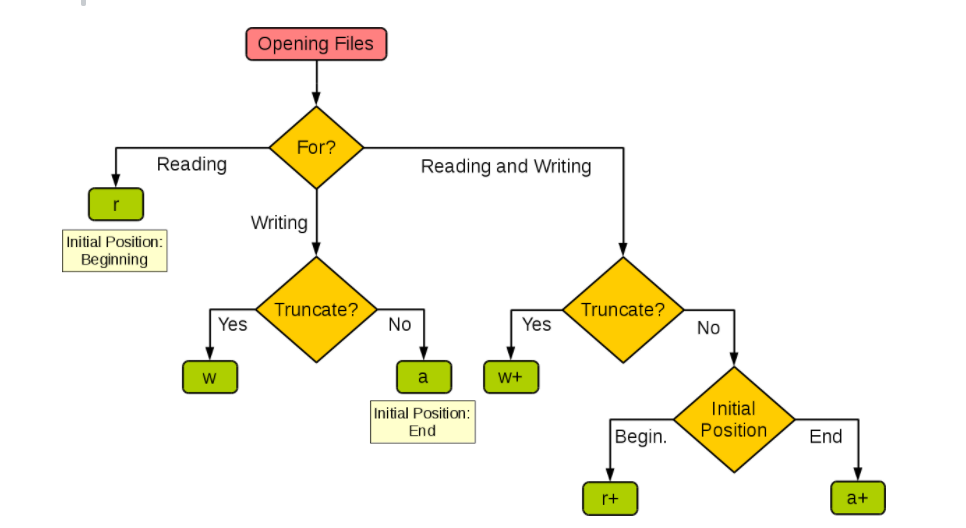 Opening Files
For?
Reading
Reading and Writing
r
Writing
Initial Position:
Beginning
Truncate?
Truncate?
Yes
No
Yes
No
w
a
w+
Initial Position:
End
Initial
Position
Begin.
End
r+
a+